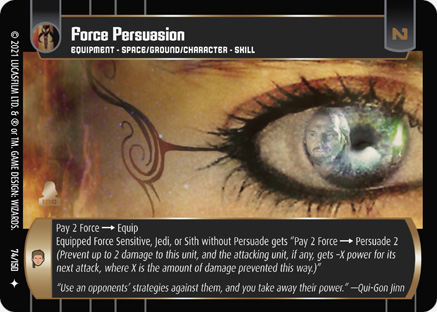 Force Persuasion
EQUIPMENT - SPACE/GROUND/CHARACTER - SKILL
N
Pay 2 Force → Equip
Equipped Force Sensitive, Jedi, or Sith without Persuade gets “Pay 2 Force → Persuade 2
(Prevent up to 2 damage to this unit, and the attacking unit, if any, gets -X power for its
next attack, where X is the amount of damage prevented this way.)”
“Use an opponents’ strategies against them, and you take away their power.” —Qui-Gon Jinn
© 2021 LUCASFILM LTD. & ® or TM. GAME DESIGN: WIZARDS.
74/150